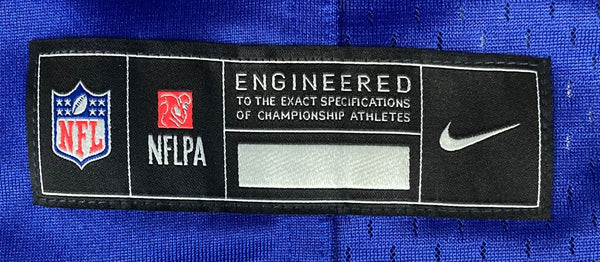 NFL
NFLPA
ENGINEERED
TO THE EXACT SPECIFICATIONS
OF CHAMPIONSHIP ATHLETES